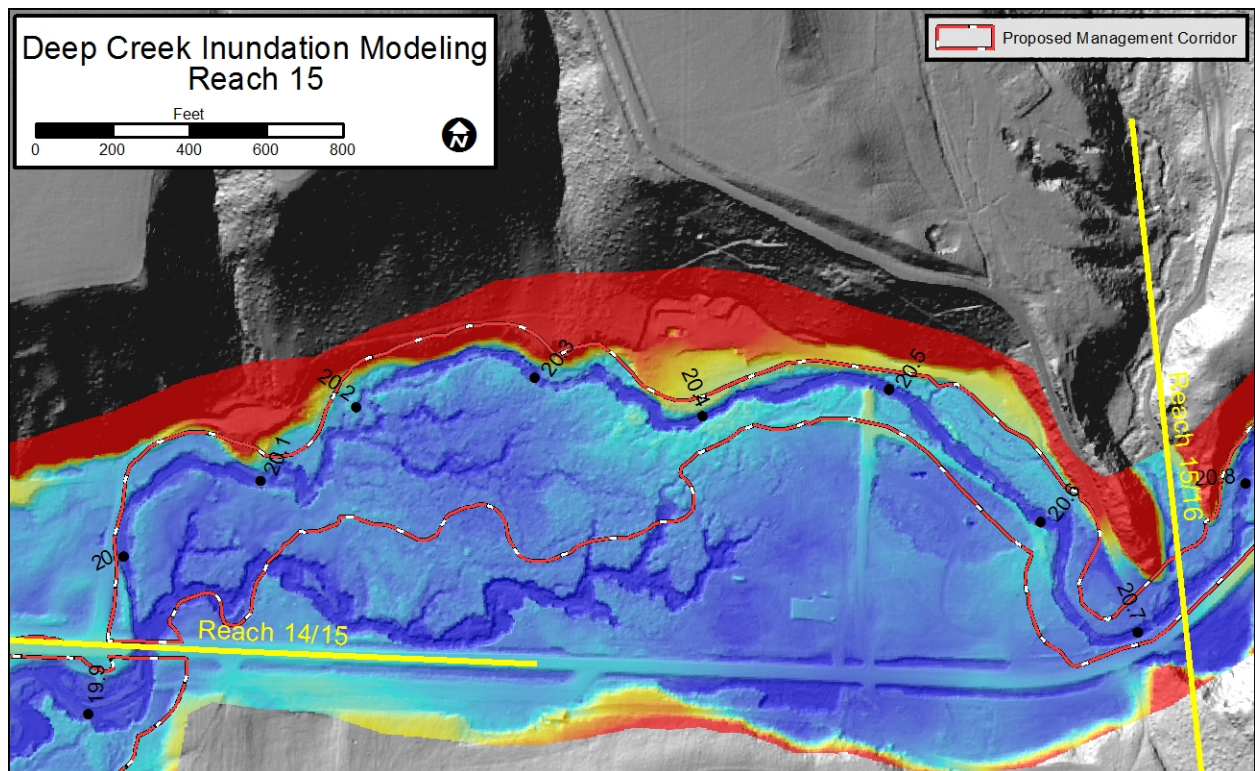 Deep Creek Inundation Modeling
Reach 15
Feet
0 200 400 600 800
N
Proposed Management Corridor
20.3
20.5
20.2
20.4
20.1
Reach 15/16
20.8
20.6
20
20.7
Reach 14/15
19.9